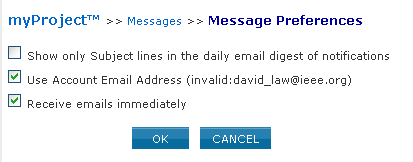 myProject™ >> Messages >> Message Preferences
Show only Subject lines in the daily email digest of notifications
Use Account Email Address (invalid:david_law@ieee.org)
Receive emails immediately
OK CANCEL